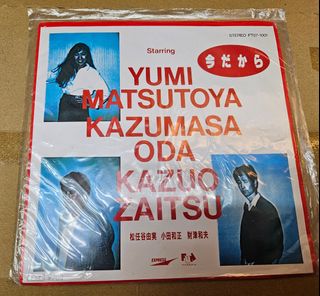 STEREO FT07-1001
Starring
今だから
YUMI
MATSUTOYA
KAZUMASA
ODA
KAZUO
ZAITSU
松任谷由実 小田和正 財津和夫
EXPRESS